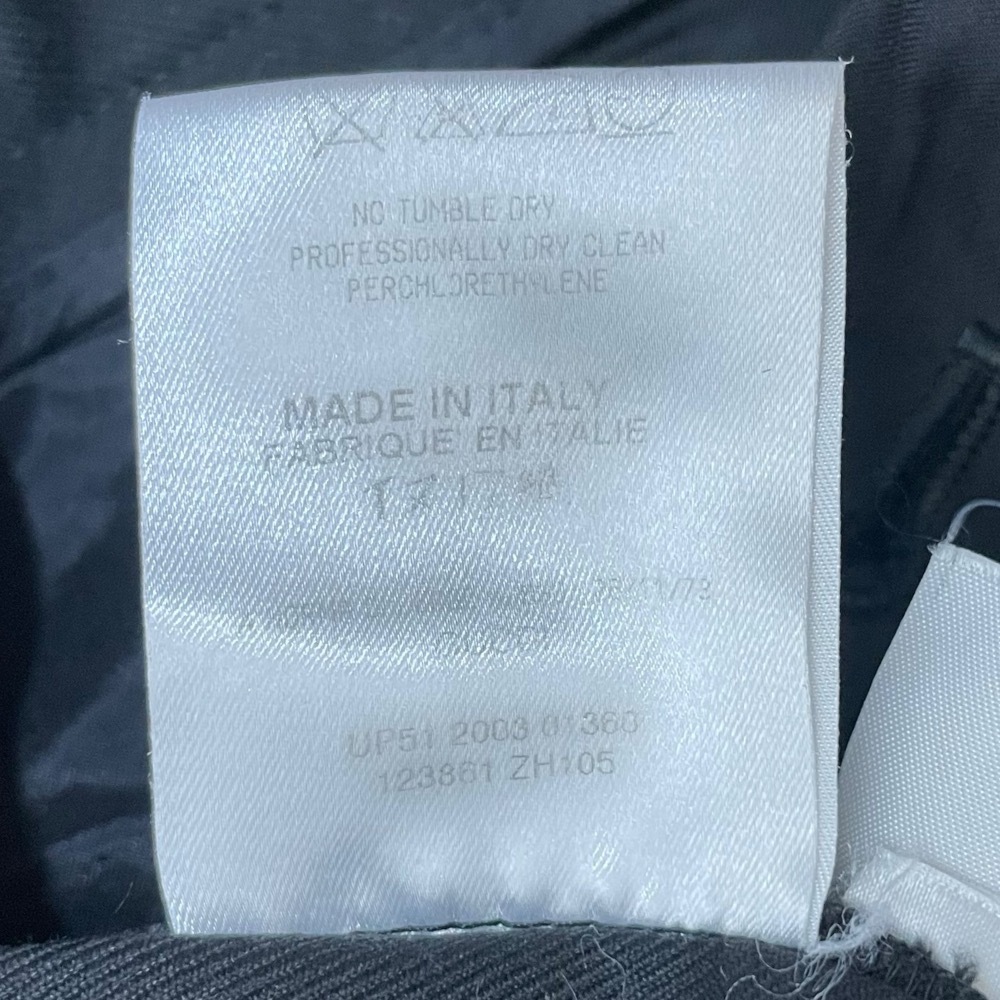 NO TUMBLE DRY
PROFESSIONALLY DRY CLEAN
PERCHLORETHYLENE
MADE IN ITALY
FABRIQUE EN ITALIE
イタリー製
UP51 2003 01360
123861 ZH105